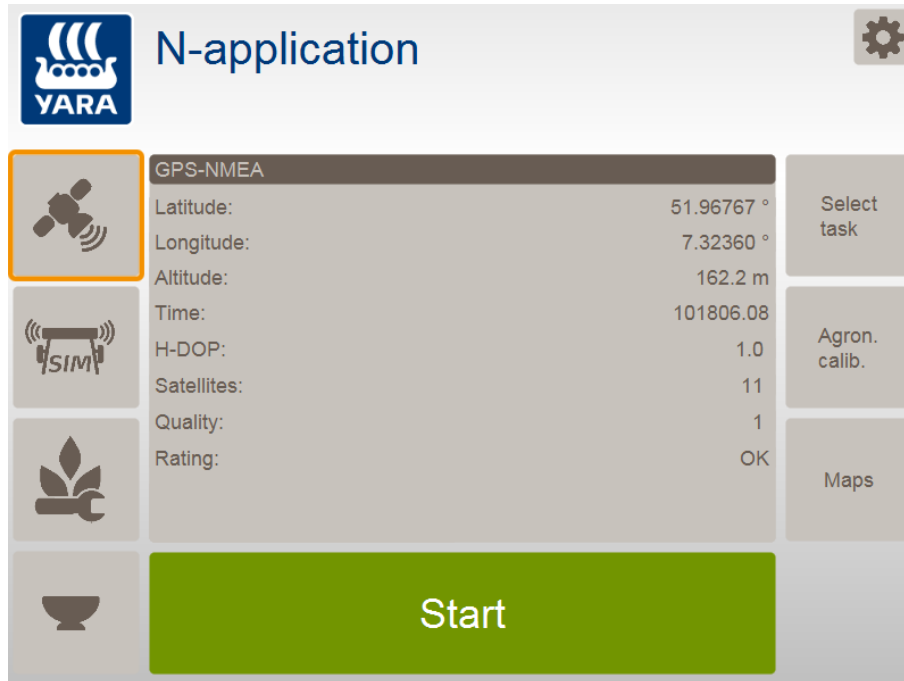 YARA
N-application
GPS-NMEA
Latitude: 51.96767 °
Longitude: 7.32360 °
Altitude: 162.2 m
Time: 101806.08
H-DOP: 1.0
Satellites: 11
Quality: 1
Rating: OK
SIM
Select
task
Agron.
calib.
Maps
Start